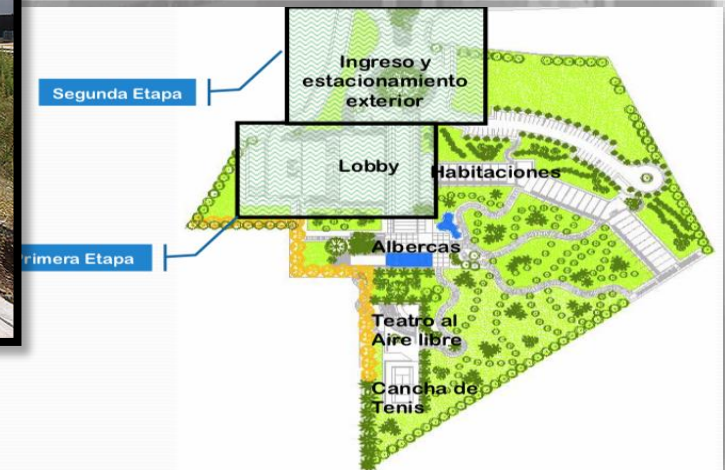 Segunda Etapa
Ingreso y
estacionamiento
exterior
Lobby
Habitaciones
rimera Etapa
Albercas
Teatro al
Aire libre
Cancha de
Tenis